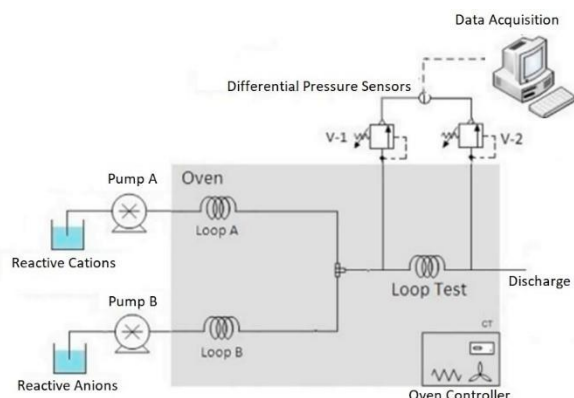 Data Acquisition
Differential Pressure Sensors
V-1
V-2
Oven
Pump A
Loop A
Reactive Cations
Pump B
Loop Test
Discharge
Loop B
Reactive Anions
CT
Oven Controller